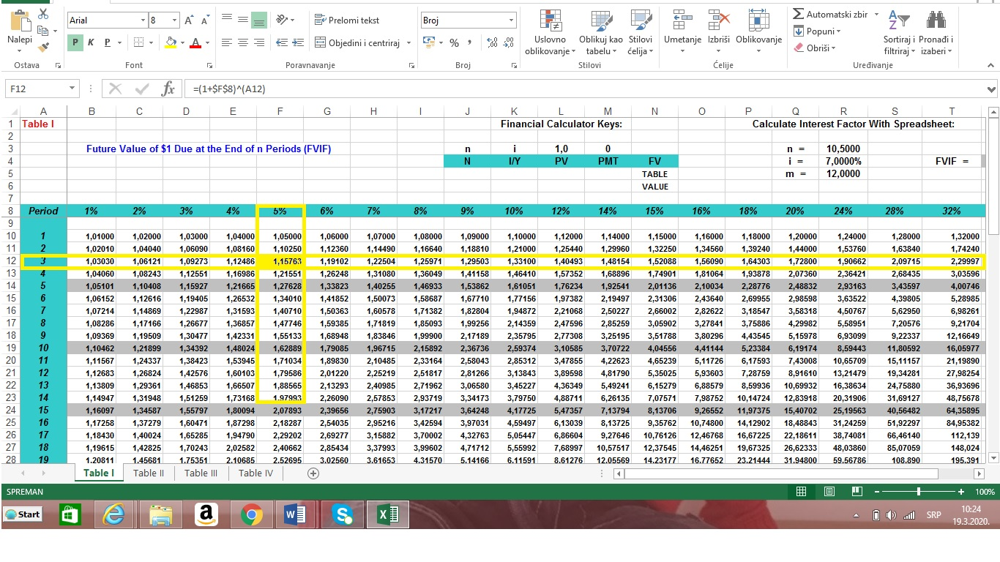 Arial 8 Prelomi tekst Broj Automatski zbir
Nalepi P K P A Objedini i centriraj % Uslovno oblikovanje Oblikuj kao tabelu Stilovi ćelija Umetanje Izbriši Oblikovanje Popuni Obriši Sortiraj i filtriraj Pronađi i izaberi
Ostava Font Poravnavanje Broj Stilovi Ćelije Uređivanje
F12 fx =(1+$F$8)^(A12)
A B C D E F G H I J K L M N O P Q R S T
1 Table I Financial Calculator Keys: Calculate Interest Factor With Spreadsheet:
2
3 Future Value of $1 Due at the End of n Periods (FVIF) n i 1,0 0 n = 10,5000
4 N I/Y PV PMT FV i = 7,0000% FVIF =
5 TABLE m = 12,0000
6 VALUE
7
8 Period 1% 2% 3% 4% 5% 6% 7% 8% 9% 10% 12% 14% 15% 16% 18% 20% 24% 28% 32%
9
10 1 1,01000 1,02000 1,03000 1,04000 1,05000 1,06000 1,07000 1,08000 1,09000 1,10000 1,12000 1,14000 1,15000 1,16000 1,18000 1,20000 1,24000 1,28000 1,32000
11 2 1,02010 1,04040 1,06090 1,08160 1,10250 1,12360 1,14490 1,16640 1,18810 1,21000 1,25440 1,29960 1,32250 1,34560 1,39240 1,44000 1,53760 1,63840 1,74240
12 3 1,03030 1,06121 1,09273 1,12486 1,15763 1,19102 1,22504 1,25971 1,29503 1,33100 1,40493 1,48154 1,52088 1,56090 1,64303 1,72800 1,90662 2,09715 2,29997
13 4 1,04060 1,08243 1,12551 1,16986 1,21551 1,26248 1,31080 1,36049 1,41158 1,46410 1,57352 1,68896 1,74901 1,81064 1,93878 2,07360 2,36421 2,68435 3,03596
14 5 1,05101 1,10408 1,15927 1,21665 1,27628 1,33823 1,40255 1,46933 1,53862 1,61051 1,76234 1,92541 2,01136 2,10034 2,28776 2,48832 2,93163 3,43597 4,00746
15 6 1,06152 1,12616 1,19405 1,26532 1,34010 1,41852 1,50073 1,58687 1,67710 1,77156 1,97382 2,19497 2,31306 2,43640 2,69955 2,98598 3,63522 4,39805 5,28985
16 7 1,07214 1,14869 1,22987 1,31593 1,40710 1,50363 1,60578 1,71382 1,82804 1,94872 2,21068 2,50227 2,66002 2,82622 3,18547 3,58318 4,50767 5,62950 6,98261
17 8 1,08286 1,17166 1,26677 1,36857 1,47746 1,59385 1,71819 1,85093 1,99256 2,14359 2,47596 2,85259 3,05902 3,27841 3,75886 4,29982 5,58951 7,20576 9,21704
18 9 1,09369 1,19509 1,30477 1,42331 1,55133 1,68948 1,83846 1,99900 2,17189 2,35795 2,77308 3,25195 3,51788 3,80296 4,43545 5,15978 6,93099 9,22337 12,16649
19 10 1,10462 1,21899 1,34392 1,48024 1,62889 1,79085 1,96715 2,15892 2,36736 2,59374 3,10585 3,70722 4,04556 4,41144 5,23384 6,19174 8,59443 11,80592 16,05977
20 11 1,11567 1,24337 1,38423 1,53945 1,71034 1,89830 2,10485 2,33164 2,58043 2,85312 3,47855 4,22623 4,65239 5,11726 6,17593 7,43008 10,65709 15,11157 21,19890
21 12 1,12683 1,26824 1,42576 1,60103 1,79586 2,01220 2,25219 2,51817 2,81266 3,13843 3,89598 4,81790 5,35025 5,93603 7,28759 8,91610 13,21479 19,34281 27,98254
22 13 1,13809 1,29361 1,46853 1,66507 1,88565 2,13293 2,40985 2,71962 3,06580 3,45227 4,36349 5,49241 6,15279 6,88579 8,59936 10,69932 16,38634 24,75880 36,93696
23 14 1,14947 1,31948 1,51259 1,73168 1,97993 2,26090 2,57853 2,93719 3,34173 3,79750 4,88711 6,26135 7,07571 7,98752 10,14724 12,83918 20,31906 31,69127 48,75678
24 15 1,16097 1,34587 1,55797 1,80094 2,07893 2,39656 2,75903 3,17217 3,64248 4,17725 5,47357 7,13794 8,13706 9,26552 11,97375 15,40702 25,19563 40,56482 64,35895
25 16 1,17258 1,37279 1,60471 1,87298 2,18287 2,54035 2,95216 3,42594 3,97031 4,59497 6,13039 8,13725 9,35762 10,74800 14,12902 18,48843 31,24259 51,92297 84,95382
26 17 1,18430 1,40024 1,65285 1,94790 2,29202 2,69277 3,15882 3,70002 4,32763 5,05447 6,86604 9,27646 10,76126 12,46768 16,67225 22,18611 38,74081 66,46140 112,139
27 18 1,19615 1,42825 1,70243 2,02582 2,40662 2,85434 3,37993 3,99602 4,71712 5,55992 7,68997 10,57517 12,37545 14,46251 19,67325 26,62333 48,03860 85,07059 148,024
28 19 1,20811 1,45681 1,75351 2,10685 2,52695 3,02560 3,61653 4,31570 5,14166 6,11591 8,61276 12,05569 14,23177 16,77652 23,21444 31,94800 59,56786 108,890 195,391
Table I Table II Table III Table IV
SPREMAN 100%
Start SRP 10:24
19.3.2020.